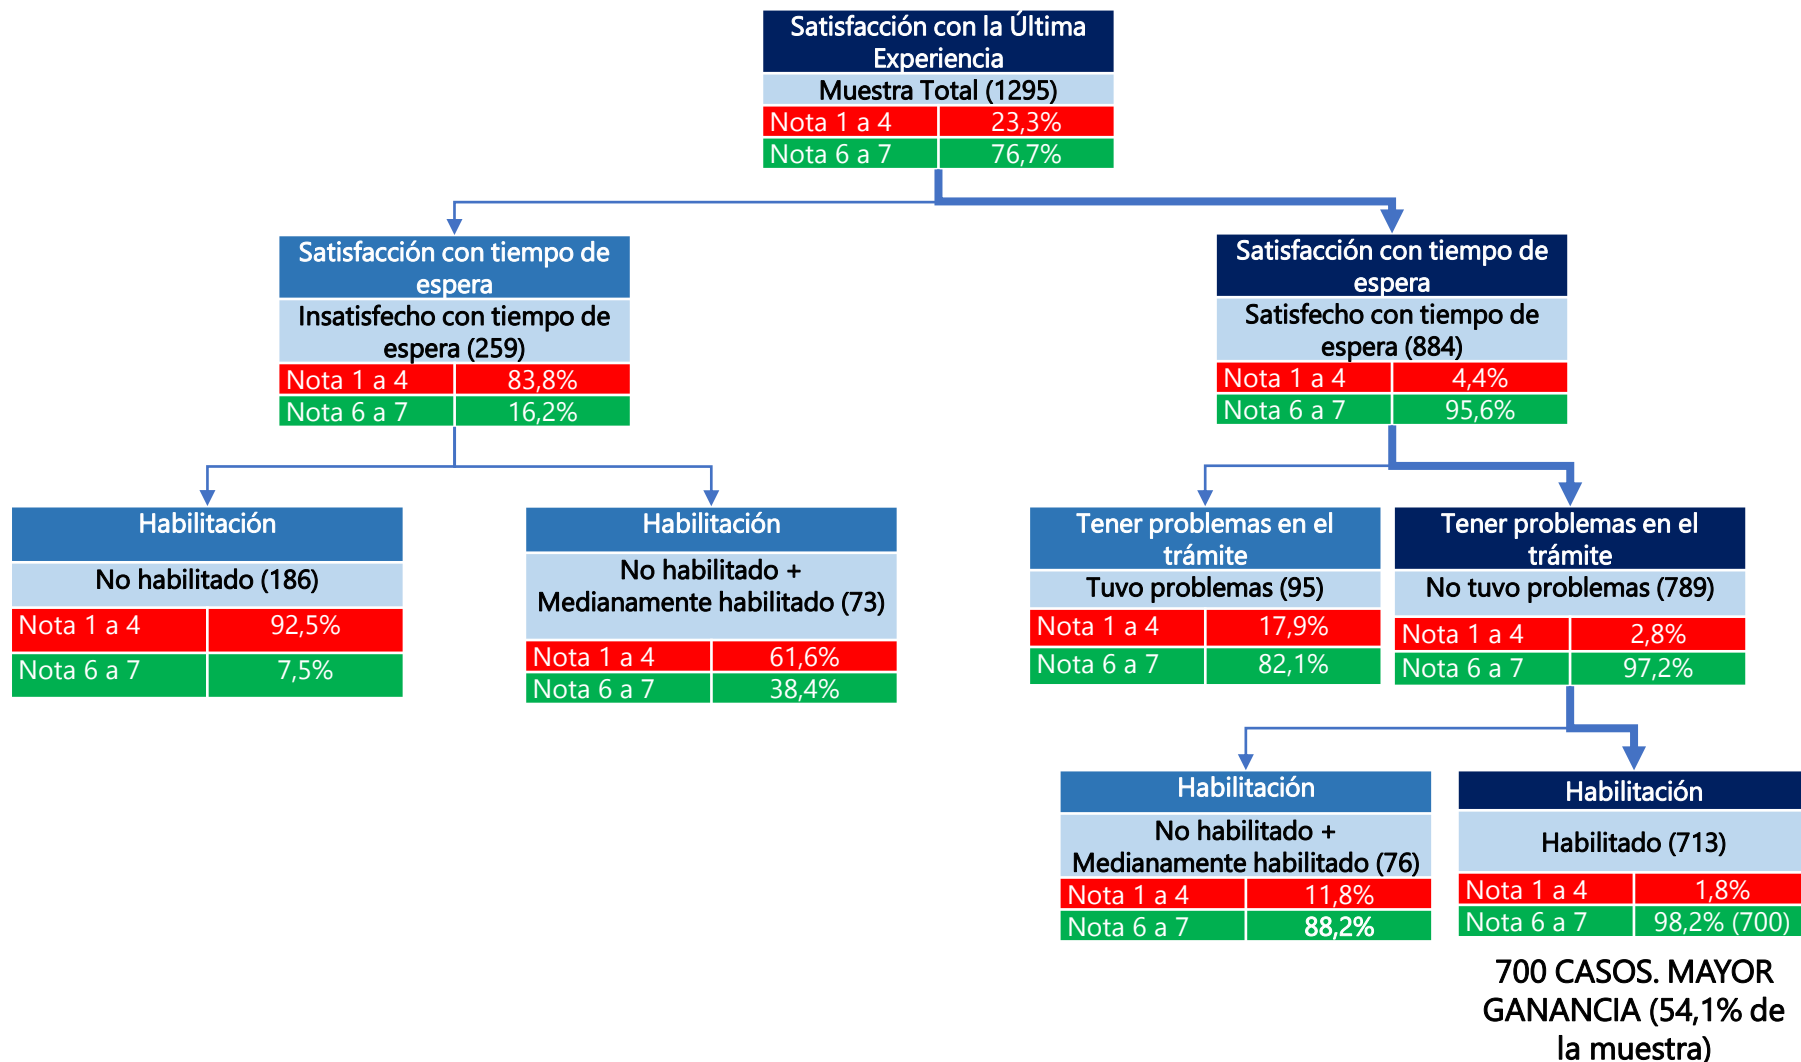 Satisfacción con la Última
Experiencia
Muestra Total (1295)
Nota 1 a 4 23,3%
Nota 6 a 7 76,7%
Satisfacción con tiempo de
espera
Insatisfecho con tiempo de
espera (259)
Nota 1 a 4 83,8%
Nota 6 a 7 16,2%
Satisfacción con tiempo de
espera
Satisfecho con tiempo de
espera (884)
Nota 1 a 4 4,4%
Nota 6 a 7 95,6%
Habilitación
No habilitado (186)
Nota 1 a 4 92,5%
Nota 6 a 7 7,5%
Habilitación
No habilitado +
Medianamente habilitado (73)
Nota 1 a 4 61,6%
Nota 6 a 7 38,4%
Tener problemas en el
trámite
Tuvo problemas (95)
Nota 1 a 4 17,9%
Nota 6 a 7 82,1%
Tener problemas en el
trámite
No tuvo problemas (789)
Nota 1 a 4 2,8%
Nota 6 a 7 97,2%
Habilitación
No habilitado +
Medianamente habilitado (76)
Nota 1 a 4 11,8%
Nota 6 a 7 88,2%
Habilitación
Habilitado (713)
Nota 1 a 4 1,8%
Nota 6 a 7 98,2% (700)
700 CASOS. MAYOR
GANANCIA (54,1% de
la muestra)